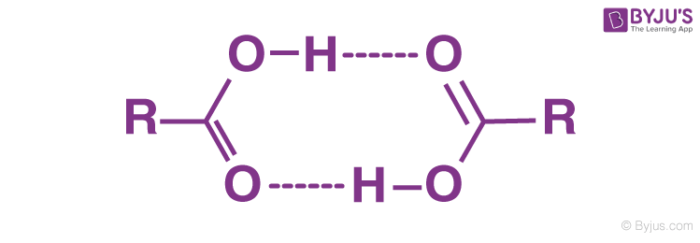 BYJU'S
The Learning App
O H O
R R
O H O
© Byjus.com